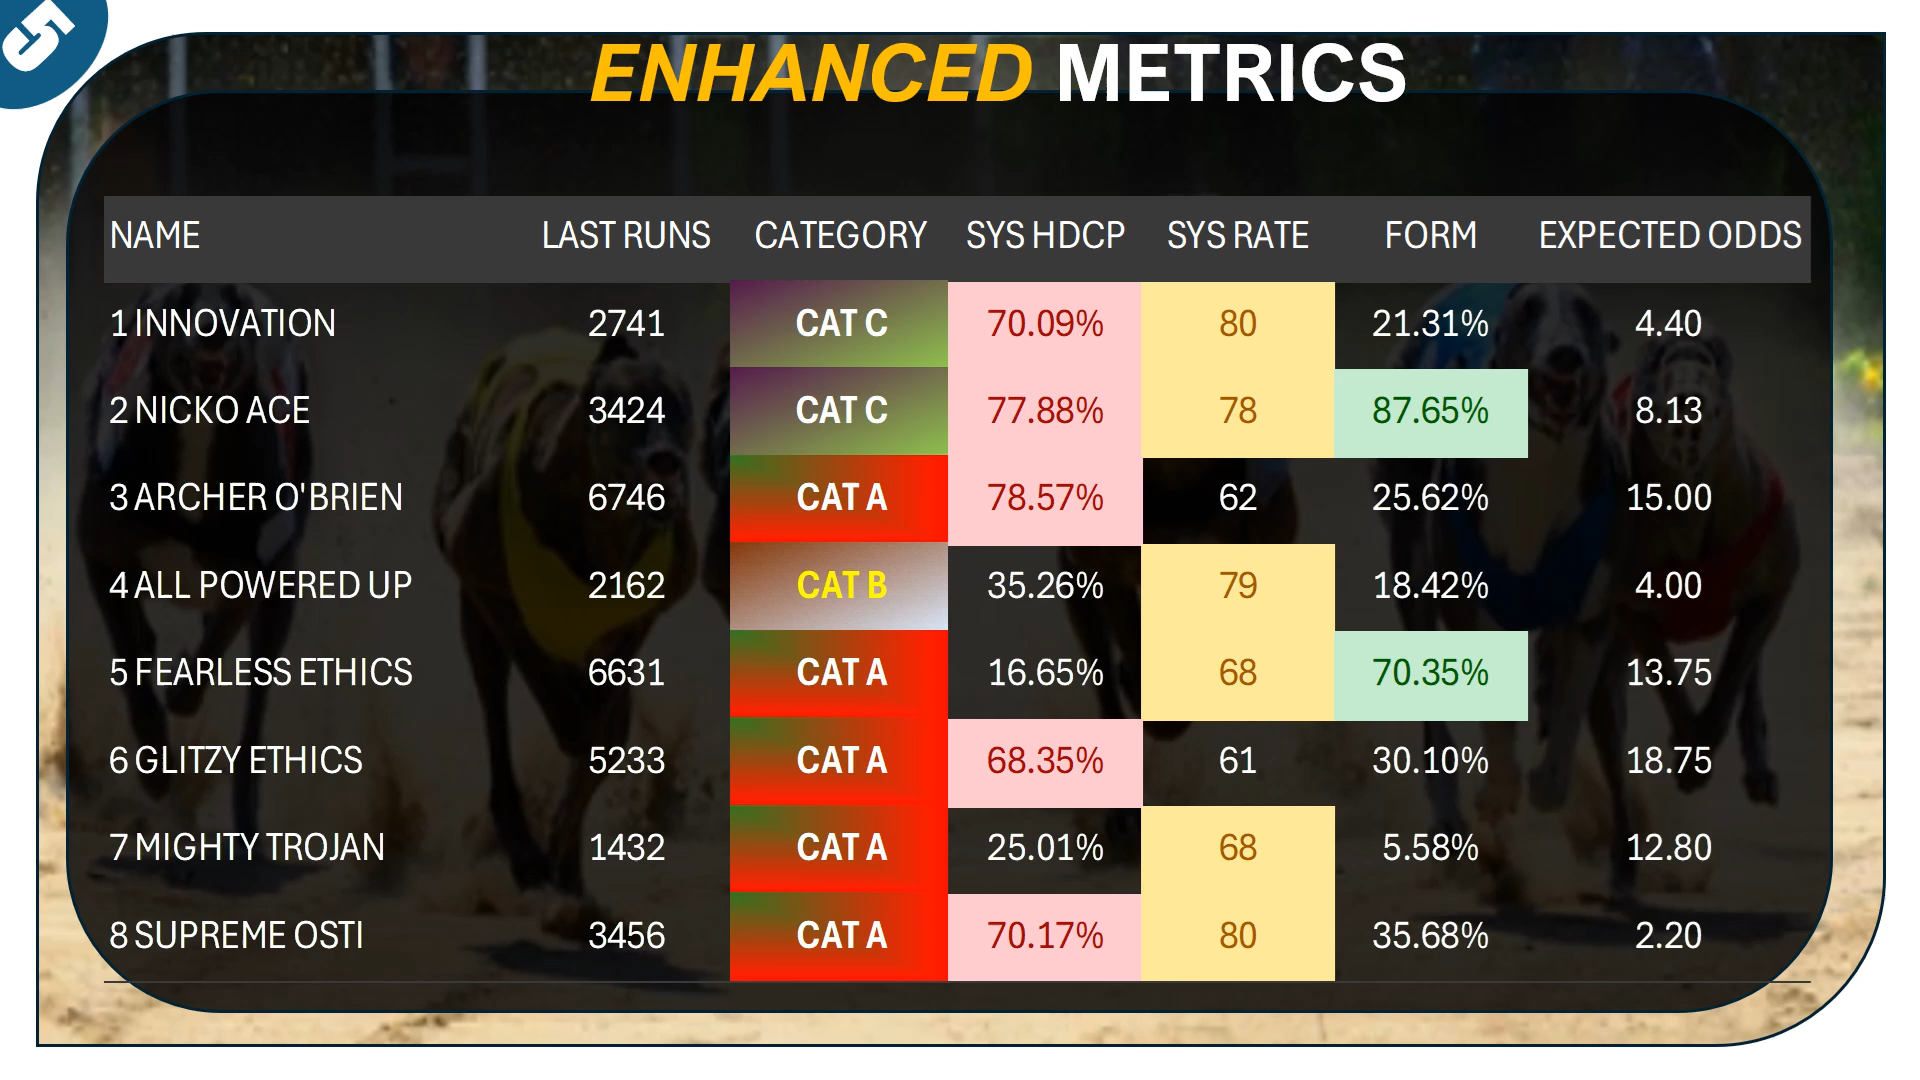 5
ENHANCED METRICS
NAME LAST RUNS CATEGORY SYS HDCP SYS RATE FORM EXPECTED ODDS
1 INNOVATION 2741 CAT C 70.09% 80 21.31% 4.40
2 NICKO ACE 3424 CAT C 77.88% 78 87.65% 8.13
3 ARCHER O'BRIEN 6746 CAT A 78.57% 62 25.62% 15.00
4 ALL POWERED UP 2162 CAT B 35.26% 79 18.42% 4.00
5 FEARLESS ETHICS 6631 CAT A 16.65% 68 70.35% 13.75
6 GLITZY ETHICS 5233 CAT A 68.35% 61 30.10% 18.75
7 MIGHTY TROJAN 1432 CAT A 25.01% 68 5.58% 12.80
8 SUPREME OSTI 3456 CAT A 70.17% 80 35.68% 2.20